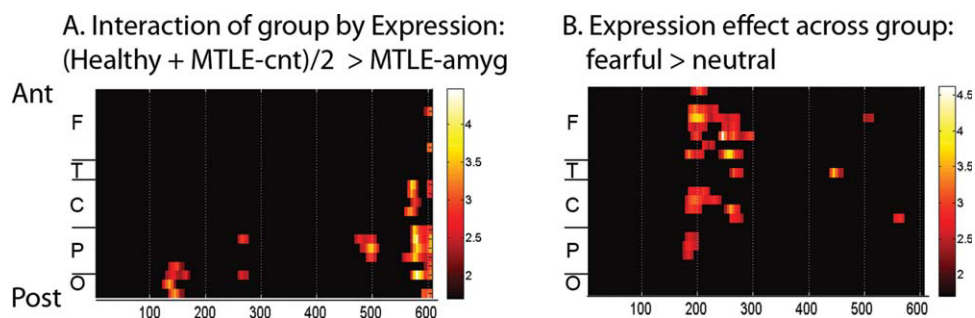 A. Interaction of group by Expression:
(Healthy + MTLE-cnt)/2 > MTLE-amyg
Ant
F
T
C
P
O
Post
100 200 300 400 500 600
4
3.5
3
2.5
2
B. Expression effect across group:
fearful > neutral
F
T
C
P
O
100 200 300 400 500 600
4.5
4
3.5
3
2.5
2